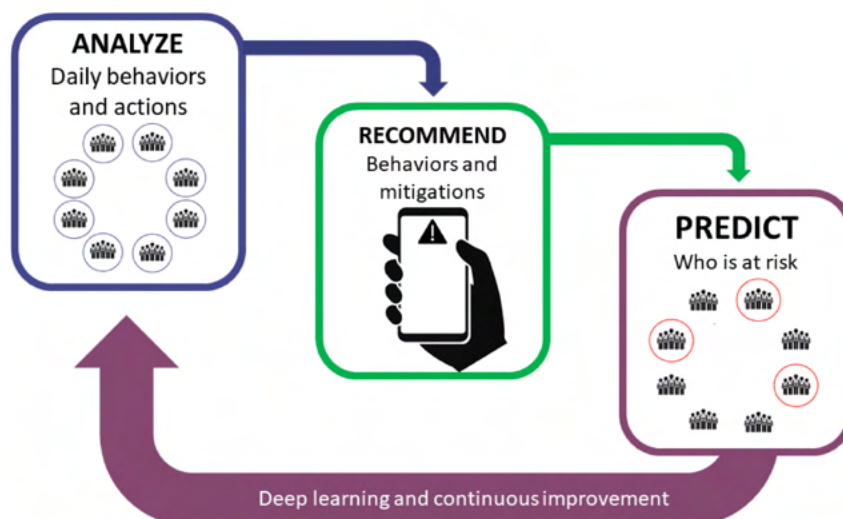 ANALYZE
Daily behaviors
and actions
RECOMMEND
Behaviors and
mitigations
PREDICT
Who is at risk
Deep learning and continuous improvement